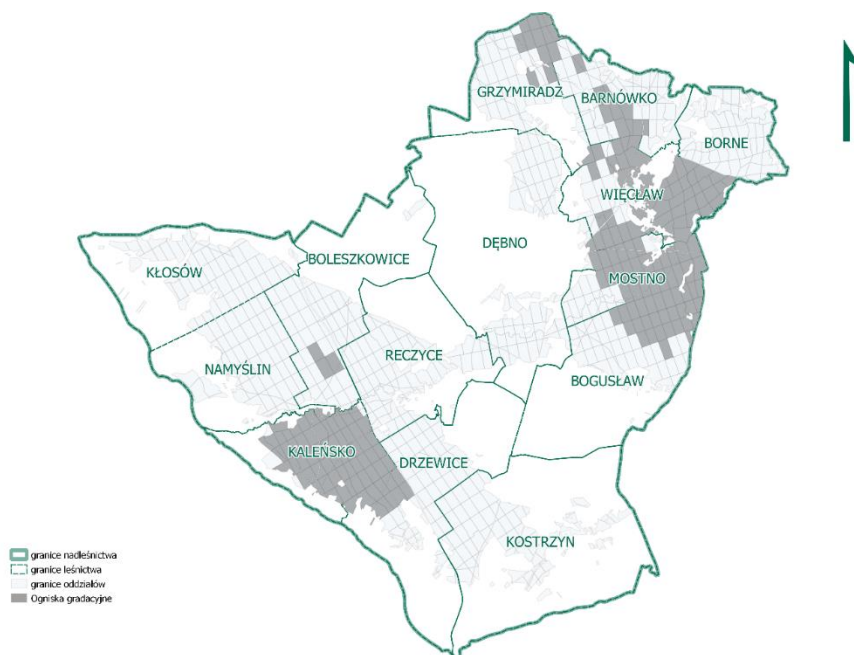 GRZYMIRADZ
BARNÓWKO
BORNE
WIĘCŁAW
DĘBNO
BOLESZKOWICE
KŁOSÓW
MOSTNO
RECZYCE
NAMYŚLIN
BOGUSŁAW
KALEŃSKO
DRZEWICE
KOSTRZYN
granice nadleśnictwa
granice leśnictwa
granice oddziałów
Ogniska gradacyjne